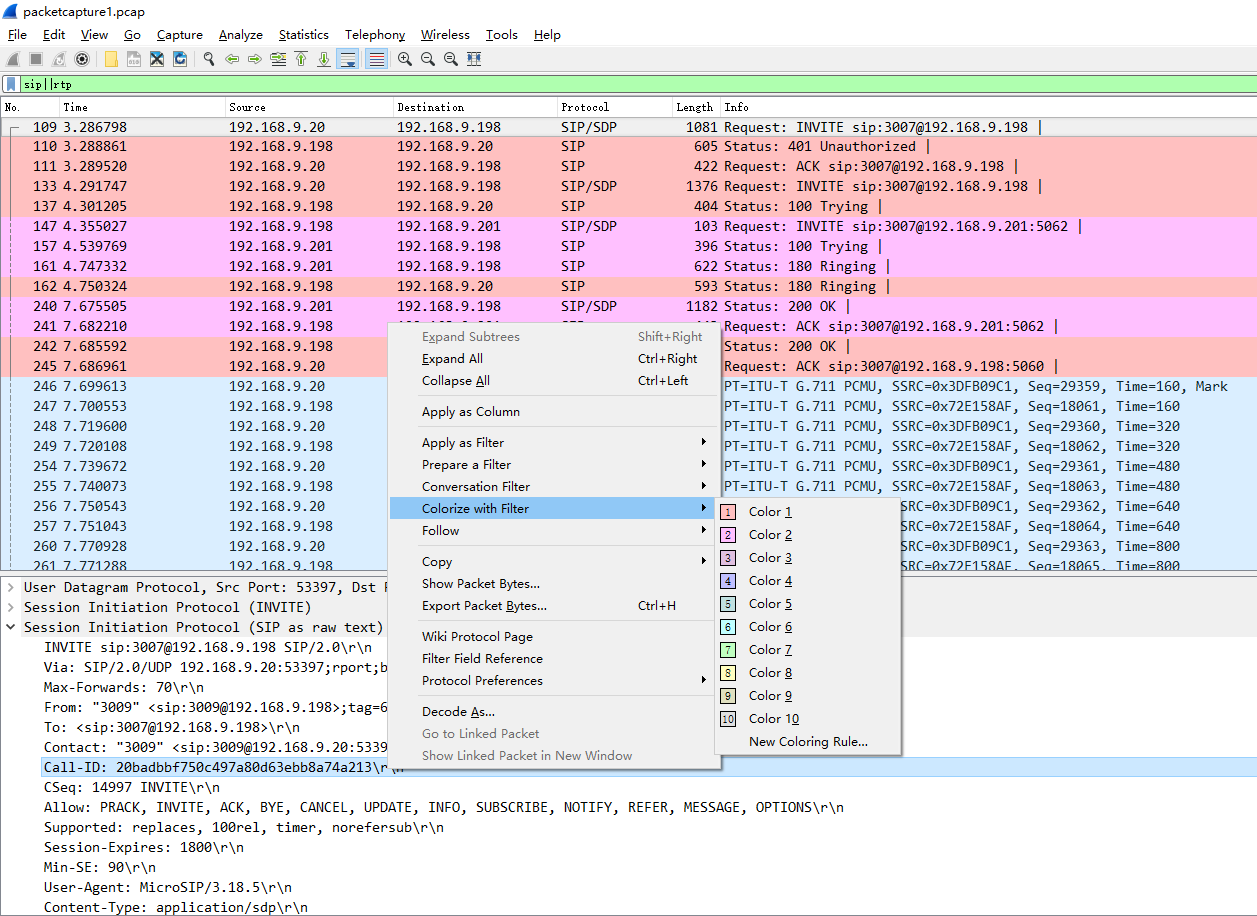 packetcapture1.pcap
File Edit View Go Capture Analyze Statistics Telephony Wireless Tools Help
sip||rtp
No. Time Source Destination Protocol Length Info
109 3.286798 192.168.9.20 192.168.9.198 SIP/SDP 1081 Request: INVITE sip:3007@192.168.9.198 |
110 3.288861 192.168.9.198 192.168.9.20 SIP 605 Status: 401 Unauthorized |
111 3.289520 192.168.9.20 192.168.9.198 SIP 422 Request: ACK sip:3007@192.168.9.198 |
133 4.291747 192.168.9.20 192.168.9.198 SIP/SDP 1376 Request: INVITE sip:3007@192.168.9.198 |
137 4.301205 192.168.9.198 192.168.9.20 SIP 404 Status: 100 Trying |
147 4.355027 192.168.9.198 192.168.9.201 SIP/SDP 103 Request: INVITE sip:3007@192.168.9.201:5062 |
157 4.539769 192.168.9.201 192.168.9.198 SIP 396 Status: 100 Trying |
161 4.747332 192.168.9.201 192.168.9.198 SIP 622 Status: 180 Ringing |
162 4.750324 192.168.9.198 192.168.9.20 SIP 593 Status: 180 Ringing |
240 7.675505 192.168.9.201 192.168.9.198 SIP/SDP 1182 Status: 200 OK |
241 7.682210 192.168.9.198 Request: ACK sip:3007@192.168.9.201:5062 |
242 7.685592 192.168.9.198 Status: 200 OK |
245 7.686961 192.168.9.20 Request: ACK sip:3007@192.168.9.198:5060 |
246 7.699613 192.168.9.20 PT=ITU-T G.711 PCMU, SSRC=0x3DFB09C1, Seq=29359, Time=160, Mark
247 7.700553 192.168.9.198 PT=ITU-T G.711 PCMU, SSRC=0x72E158AF, Seq=18061, Time=160
248 7.719600 192.168.9.20 PT=ITU-T G.711 PCMU, SSRC=0x3DFB09C1, Seq=29360, Time=320
249 7.720108 192.168.9.198 PT=ITU-T G.711 PCMU, SSRC=0x72E158AF, Seq=18062, Time=320
254 7.739672 192.168.9.20 PT=ITU-T G.711 PCMU, SSRC=0x3DFB09C1, Seq=29361, Time=480
255 7.740073 192.168.9.198 PT=ITU-T G.711 PCMU, SSRC=0x72E158AF, Seq=18063, Time=480
256 7.750543 192.168.9.20 SRC=0x3DFB09C1, Seq=29362, Time=640
257 7.751043 192.168.9.198 SRC=0x72E158AF, Seq=18064, Time=640
260 7.770928 192.168.9.20 SRC=0x3DFB09C1, Seq=29363, Time=800
261 7.771288 192.168.9.198 SRC=0x72E158AF, Seq=18065, Time=800
Expand Subtrees Shift+Right
Expand All Ctrl+Right
Collapse All Ctrl+Left
Apply as Column
Apply as Filter
Prepare a Filter
Conversation Filter
Colorize with Filter
Follow
Copy
Show Packet Bytes...
Export Packet Bytes... Ctrl+H
Wiki Protocol Page
Filter Field Reference
Protocol Preferences
Decode As...
Go to Linked Packet
Show Linked Packet in New Window
1 Color 1
2 Color 2
3 Color 3
4 Color 4
5 Color 5
6 Color 6
7 Color 7
8 Color 8
9 Color 9
10 Color 10
New Coloring Rule...
User Datagram Protocol, Src Port: 53397, Dst
Session Initiation Protocol (INVITE)
Session Initiation Protocol (SIP as raw text)
INVITE sip:3007@192.168.9.198 SIP/2.0\r\n
Via: SIP/2.0/UDP 192.168.9.20:53397;rport;b
Max-Forwards: 70\r\n
From: "3009" <sip:3009@192.168.9.198>;tag=6
To: <sip:3007@192.168.9.198>\r\n
Contact: "3009" <sip:3009@192.168.9.20:5339
Call-ID: 20badbbf750c497a80d63ebb8a74a213\r\n
CSeq: 14997 INVITE\r\n
Allow: PRACK, INVITE, ACK, BYE, CANCEL, UPDATE, INFO, SUBSCRIBE, NOTIFY, REFER, MESSAGE, OPTIONS\r\n
Supported: replaces, 100rel, timer, norefersub\r\n
Session-Expires: 1800\r\n
Min-SE: 90\r\n
User-Agent: MicroSIP/3.18.5\r\n
Content-Type: application/sdp\r\n